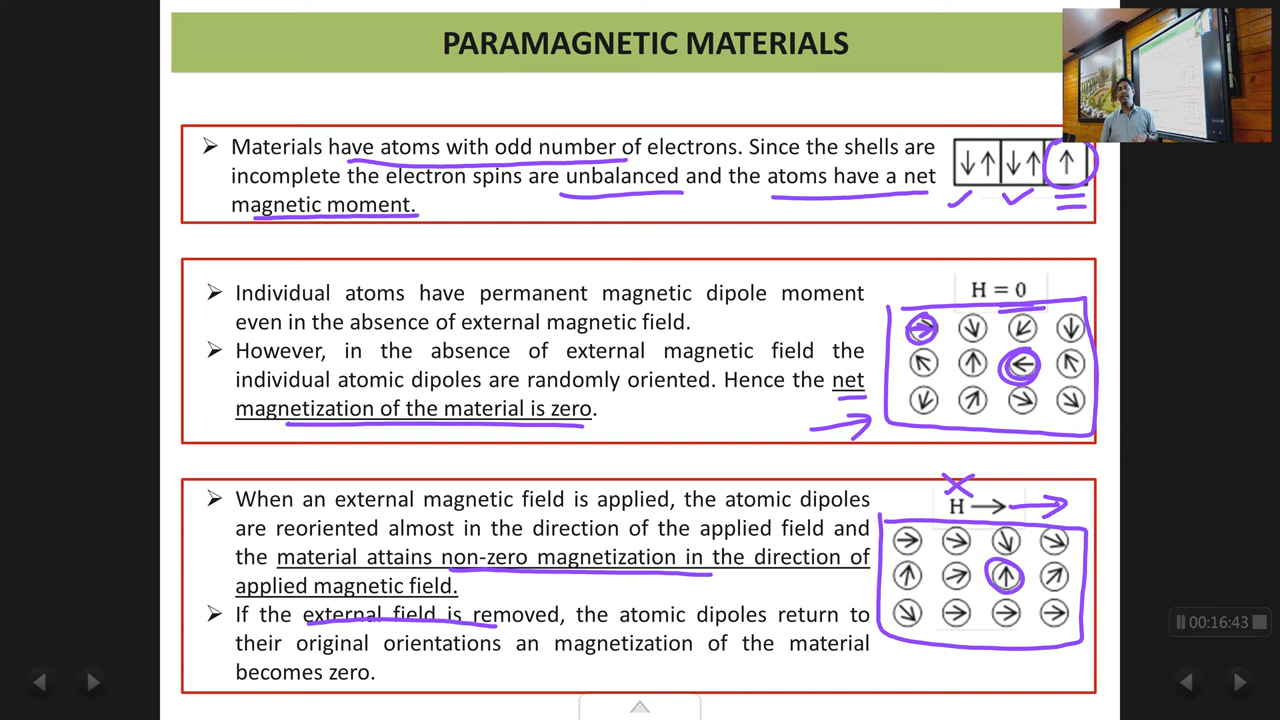 PARAMAGNETIC MATERIALS
➢ Materials have atoms with odd number of electrons. Since the shells are
incomplete the electron spins are unbalanced and the atoms have a net
magnetic moment.
H = 0
➢ Individual atoms have permanent magnetic dipole moment
even in the absence of external magnetic field.
➢ However, in the absence of external magnetic field the
individual atomic dipoles are randomly oriented. Hence the net
magnetization of the material is zero.
H →
➢ When an external magnetic field is applied, the atomic dipoles
are reoriented almost in the direction of the applied field and
the material attains non-zero magnetization in the direction of
applied magnetic field.
➢ If the external field is removed, the atomic dipoles return to
their original orientations an magnetization of the material
becomes zero.
00:16:43